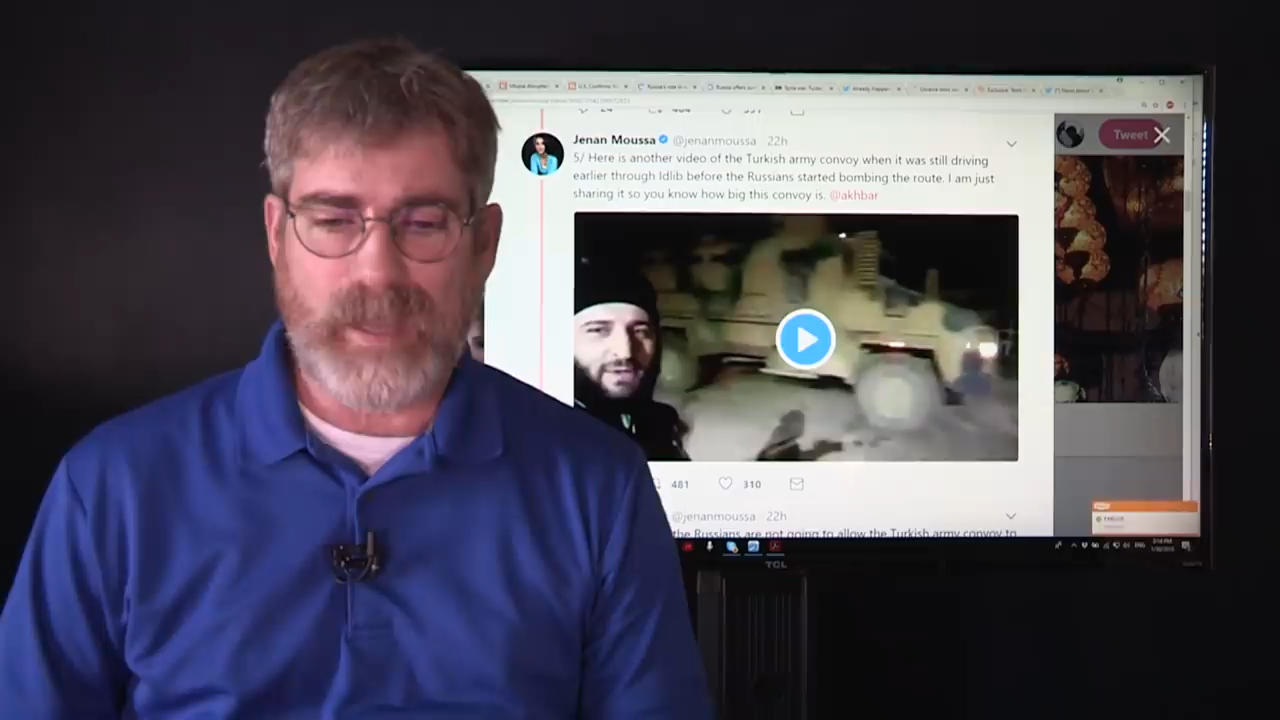 Jenan Moussa @jenanmoussa · 22h
Tweet
5/ Here is another video of the Turkish army convoy when it was still driving
earlier through Idlib before the Russians started bombing the route. I am just
sharing it so you know how big this convoy is. @akhbar
481 310
@jenanmoussa · 22h
the Russians are not going to allow the Turkish army convoy to
TCL